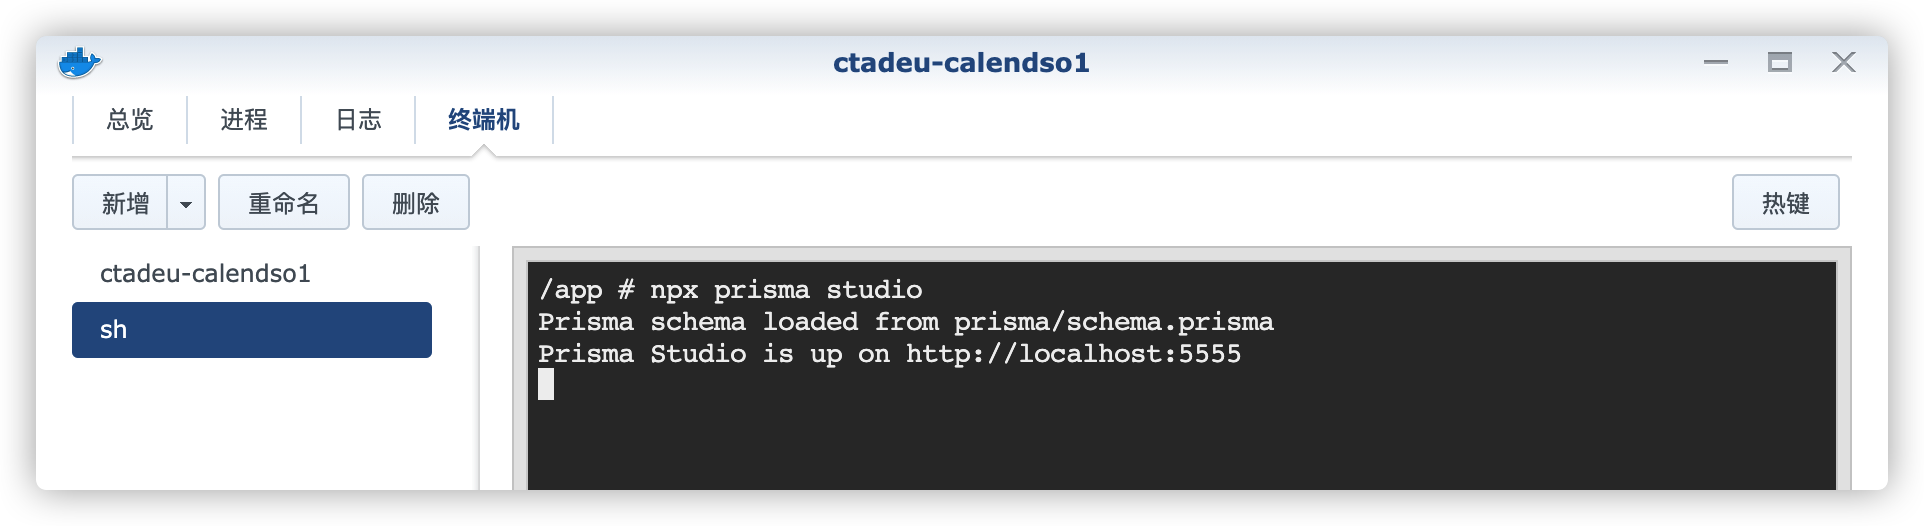 ctadeu-calendso1
总览
进程
日志
终端机
新增
重命名
删除
热键
ctadeu-calendso1
sh
/app # npx prisma studio
Prisma schema loaded from prisma/schema.prisma
Prisma Studio is up on http://localhost:5555